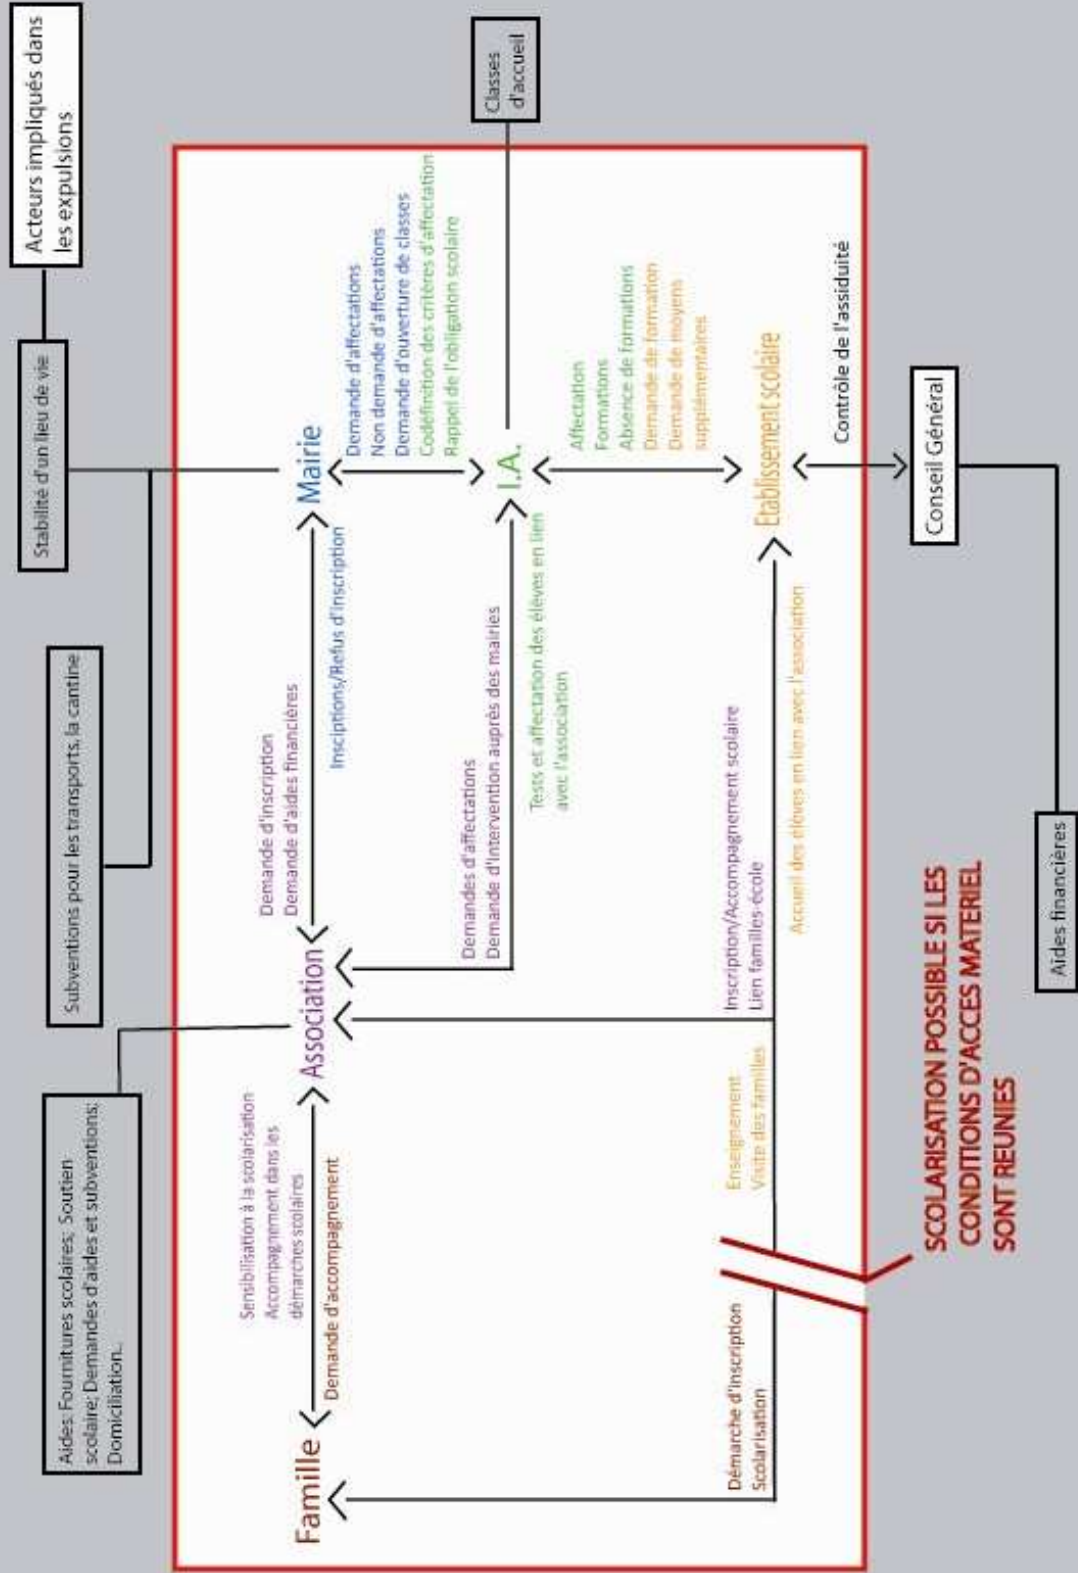 Aides: Fournitures scolaires; Soutien
scolaire; Demandes d'aides et subventions;
Domiciliation..
Subventions pour les transports, la cantine
Stabilité d'un lieu de vie
Acteurs impliqués dans
les expulsions
Famille
Sensibilisation à la scolarisation
Accompagnement dans les
démarches scolaires
Demande d'accompagnement
Association
Demande d'inscription
Demande d'aides financières
Insciptions/Refus d'inscription
Mairie
Demande d'affectations
Non demande d'affectations
Demande d'ouverture de classes
Codéfinition des critères d'affectation
Rappel de l'obligation scolaire
Demandes d'affectations
Demande d'intervention auprès des mairies
Tests et affectation des élèves en lien
avec l'association
I.A.
Classes
d'accueil
Affectation
Formations
Absence de formations
Demande de formation
Demande de moyens
supplémentaires
Démarche d'inscription
Scolarisation
Enseignement
Visite des familles
Inscription/Accompagnement scolaire
Lien familles-école
Accueil des élèves en lien avec l'association
Etablissement scolaire
Contrôle de l'assiduité
SCOLARISATION POSSIBLE SI LES
CONDITIONS D'ACCES MATERIEL
SONT REUNIES
Conseil Général
Aides financières